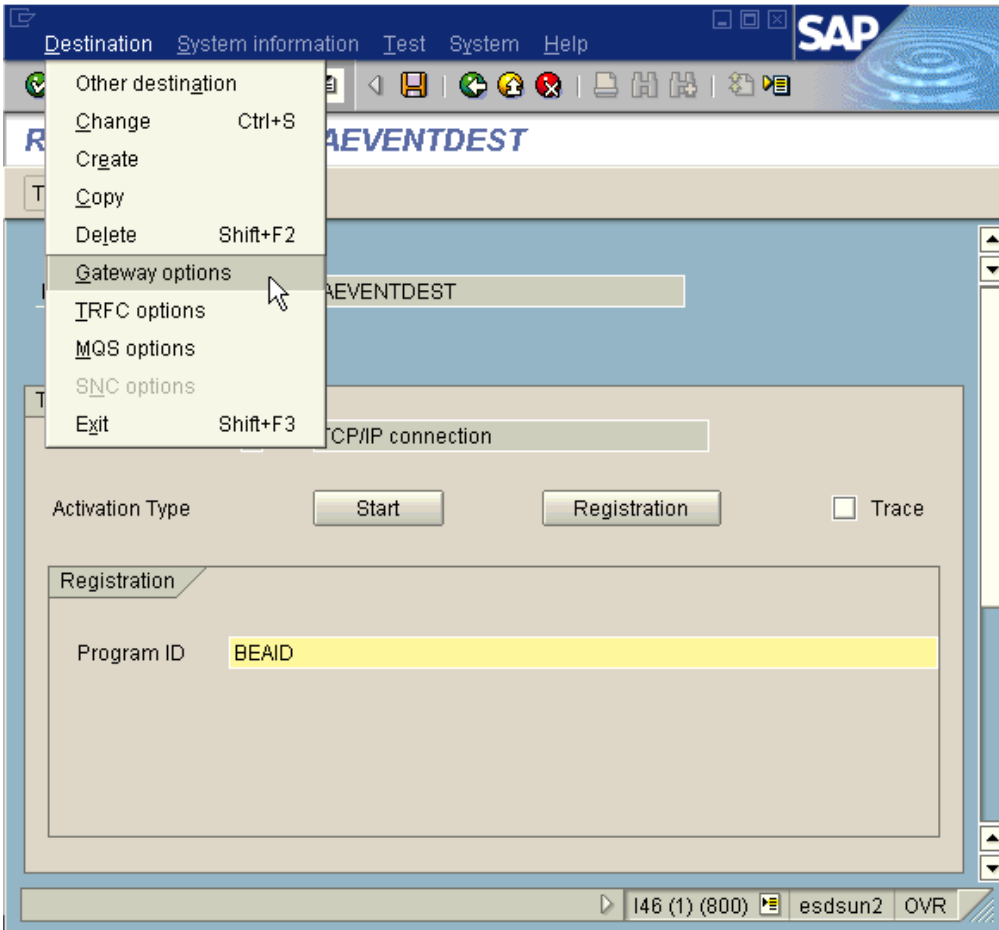 SAP
Destination System information Test System Help
Other destination
Change Ctrl+S
Create
Copy
Delete Shift+F2
Gateway options
TRFC options
MQS options
SNC options
Exit Shift+F3
R AEVENTDEST
T
AEVENTDEST
T
TCP/IP connection
Activation Type Start Registration Trace
Registration
Program ID BEAID
I46 (1) (800) esdsun2 OVR